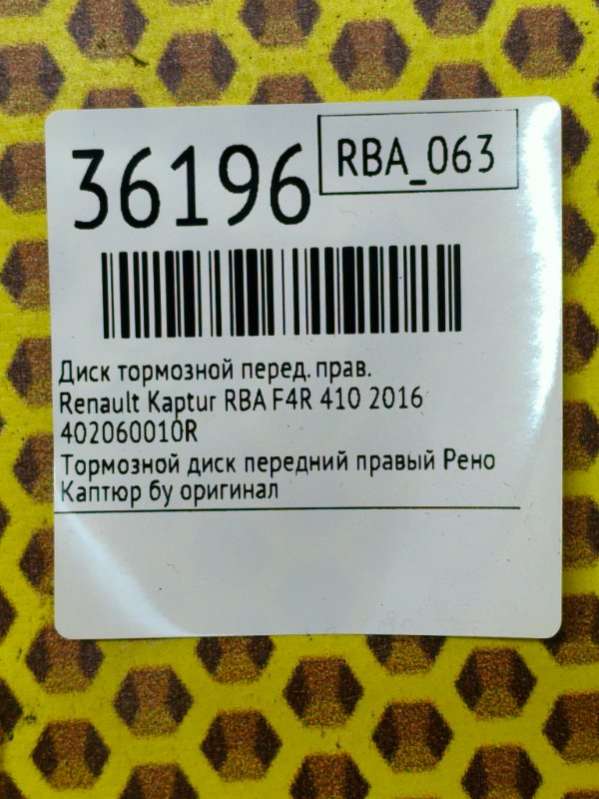 36196
RBA_063
Диск тормозной перед. прав.
Renault Kaptur RBA F4R 410 2016
402060010R
Тормозной диск передний правый Рено
Каптюр бу оригинал